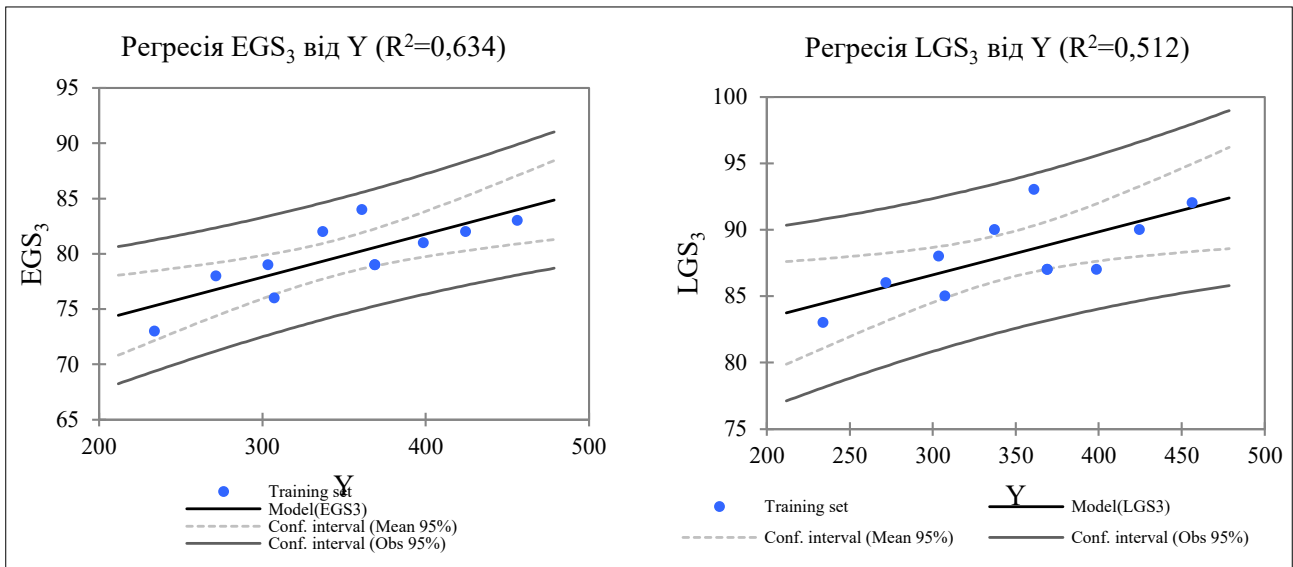 Регресія EGS₃ від Y (R²=0,634)
95
90
85
80
75
70
65
EGS₃
200
300
400
500
Y
Training set
Model(EGS3)
Conf. interval (Mean 95%)
Conf. interval (Obs 95%)
Регресія LGS₃ від Y (R²=0,512)
100
95
90
85
80
75
LGS₃
200
250
300
350
400
450
500
Y
Training set
Model(LGS3)
Conf. interval (Mean 95%)
Conf. interval (Obs 95%)